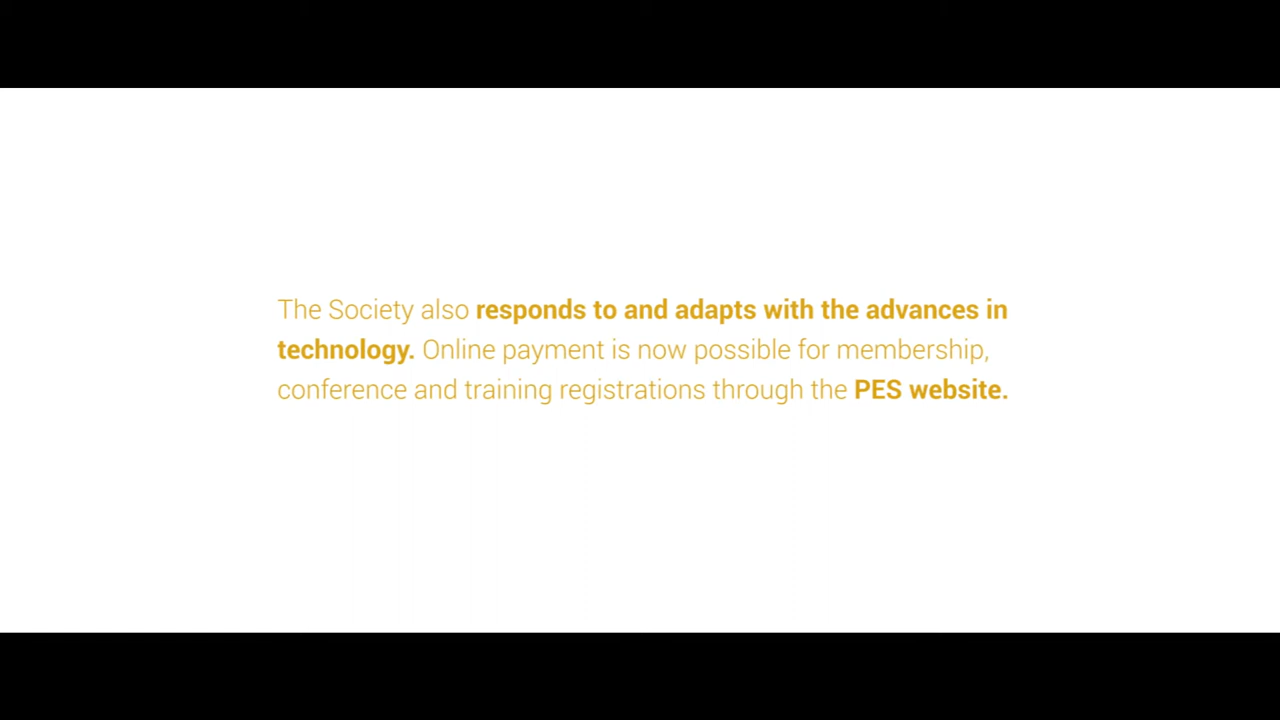 The Society also responds to and adapts with the advances in
technology. Online payment is now possible for membership,
conference and training registrations through the PES website.